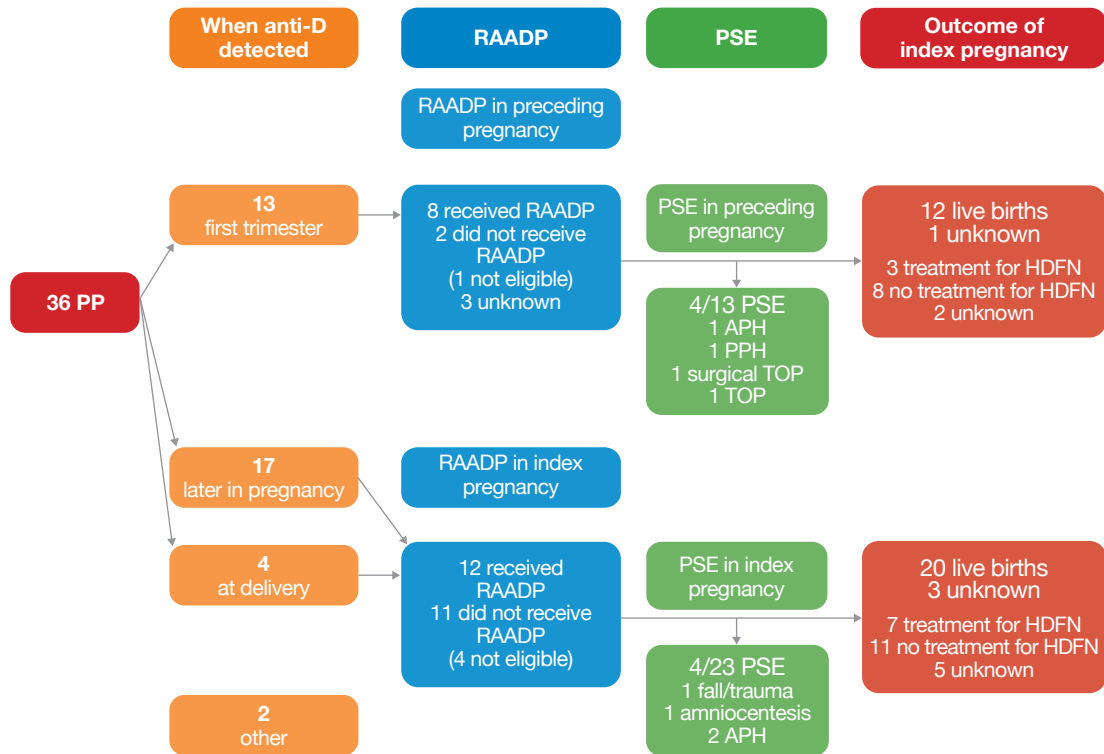 When anti-D
detected
RAADP
PSE
Outcome of
index pregnancy
RAADP in preceding
pregnancy
36 PP
13
first trimester
8 received RAADP
2 did not receive
RAADP
(1 not eligible)
3 unknown
PSE in preceding
pregnancy
4/13 PSE
1 APH
1 PPH
1 surgical TOP
1 TOP
12 live births
1 unknown
3 treatment for HDFN
8 no treatment for HDFN
2 unknown
17
later in pregnancy
RAADP in index
pregnancy
4
at delivery
12 received
RAADP
11 did not receive
RAADP
(4 not eligible)
PSE in index
pregnancy
4/23 PSE
1 fall/trauma
1 amniocentesis
2 APH
20 live births
3 unknown
7 treatment for HDFN
11 no treatment for HDFN
5 unknown
2
other